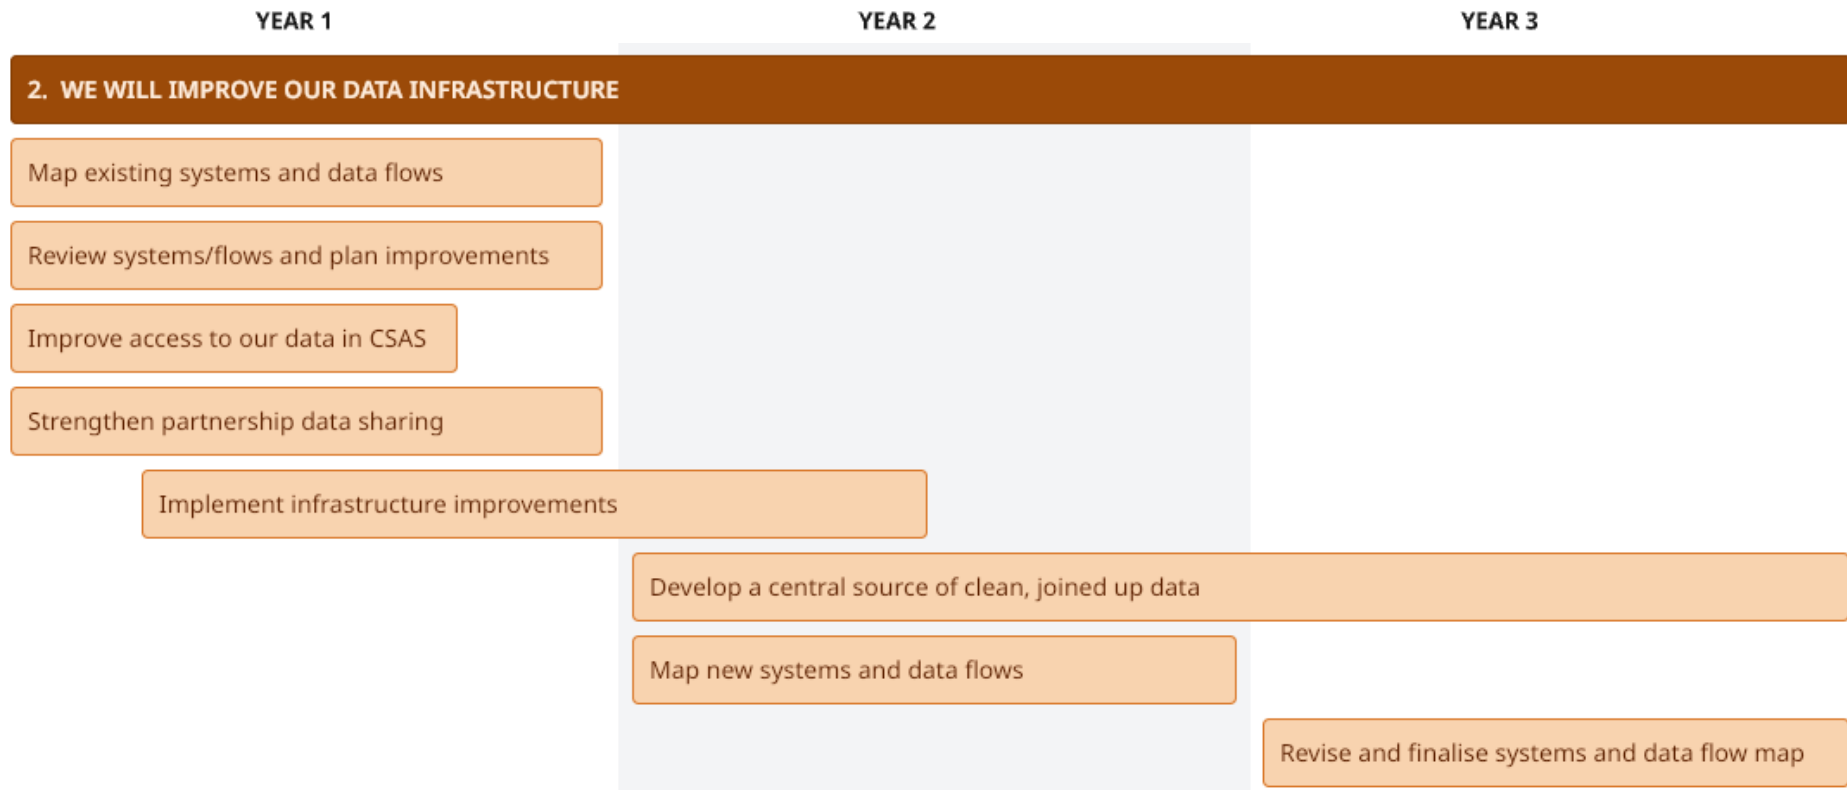 YEAR 1 YEAR 2 YEAR 3
2. WE WILL IMPROVE OUR DATA INFRASTRUCTURE
Map existing systems and data flows
Review systems/flows and plan improvements
Improve access to our data in CSAS
Strengthen partnership data sharing
Implement infrastructure improvements
Develop a central source of clean, joined up data
Map new systems and data flows
Revise and finalise systems and data flow map